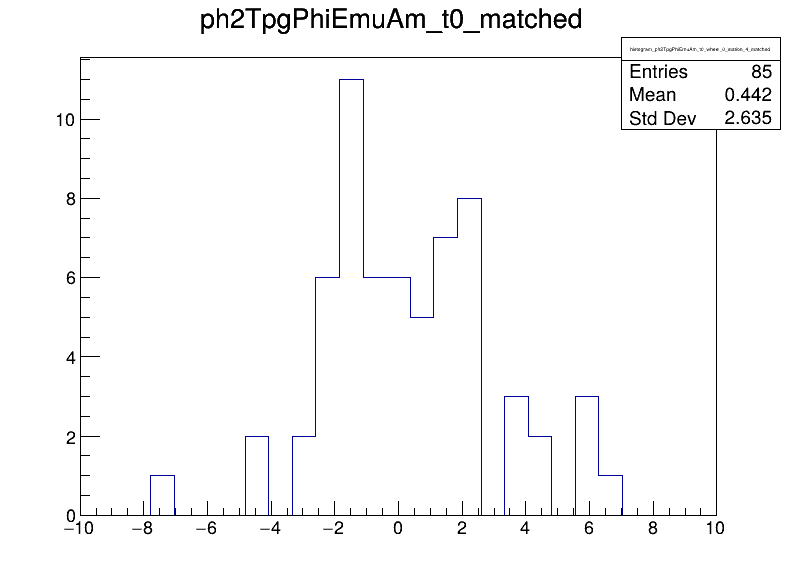 ph2TpgPhiEmuAm_t0_matched
histogram_ph2TpgPhiEmuAm_t0_wheel_0_station_4_matched
Entries 85
Mean 0.442
Std Dev 2.635
10
8
6
4
2
0
−10 −8 −6 −4 −2 0 2 4 6 8 10